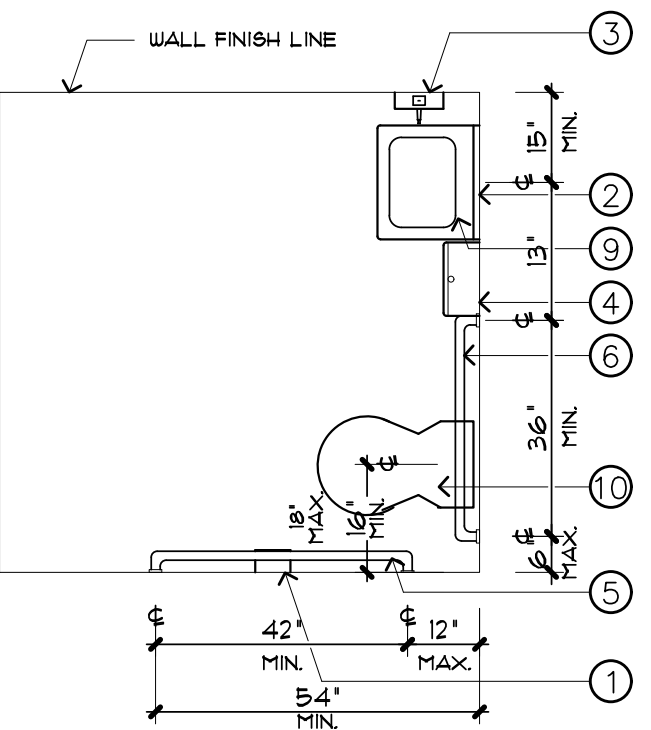 WALL FINISH LINE
3
15"
MIN.
℄
2
9
13"
4
℄
6
36"
MIN.
℄
10
18"
MAX.
16"
MIN.
℄
6"
MAX.
5
℄
℄
42"
MIN.
12"
MAX.
1
54"
MIN.